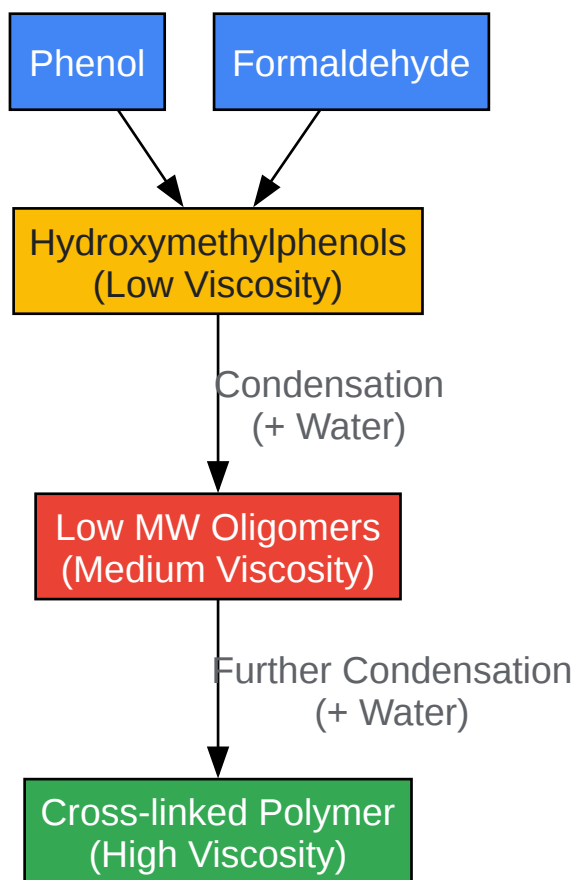 Phenol
Formaldehyde
Hydroxymethylphenols
(Low Viscosity)
Condensation
(+ Water)
Low MW Oligomers
(Medium Viscosity)
Further Condensation
(+ Water)
Cross-linked Polymer
(High Viscosity)